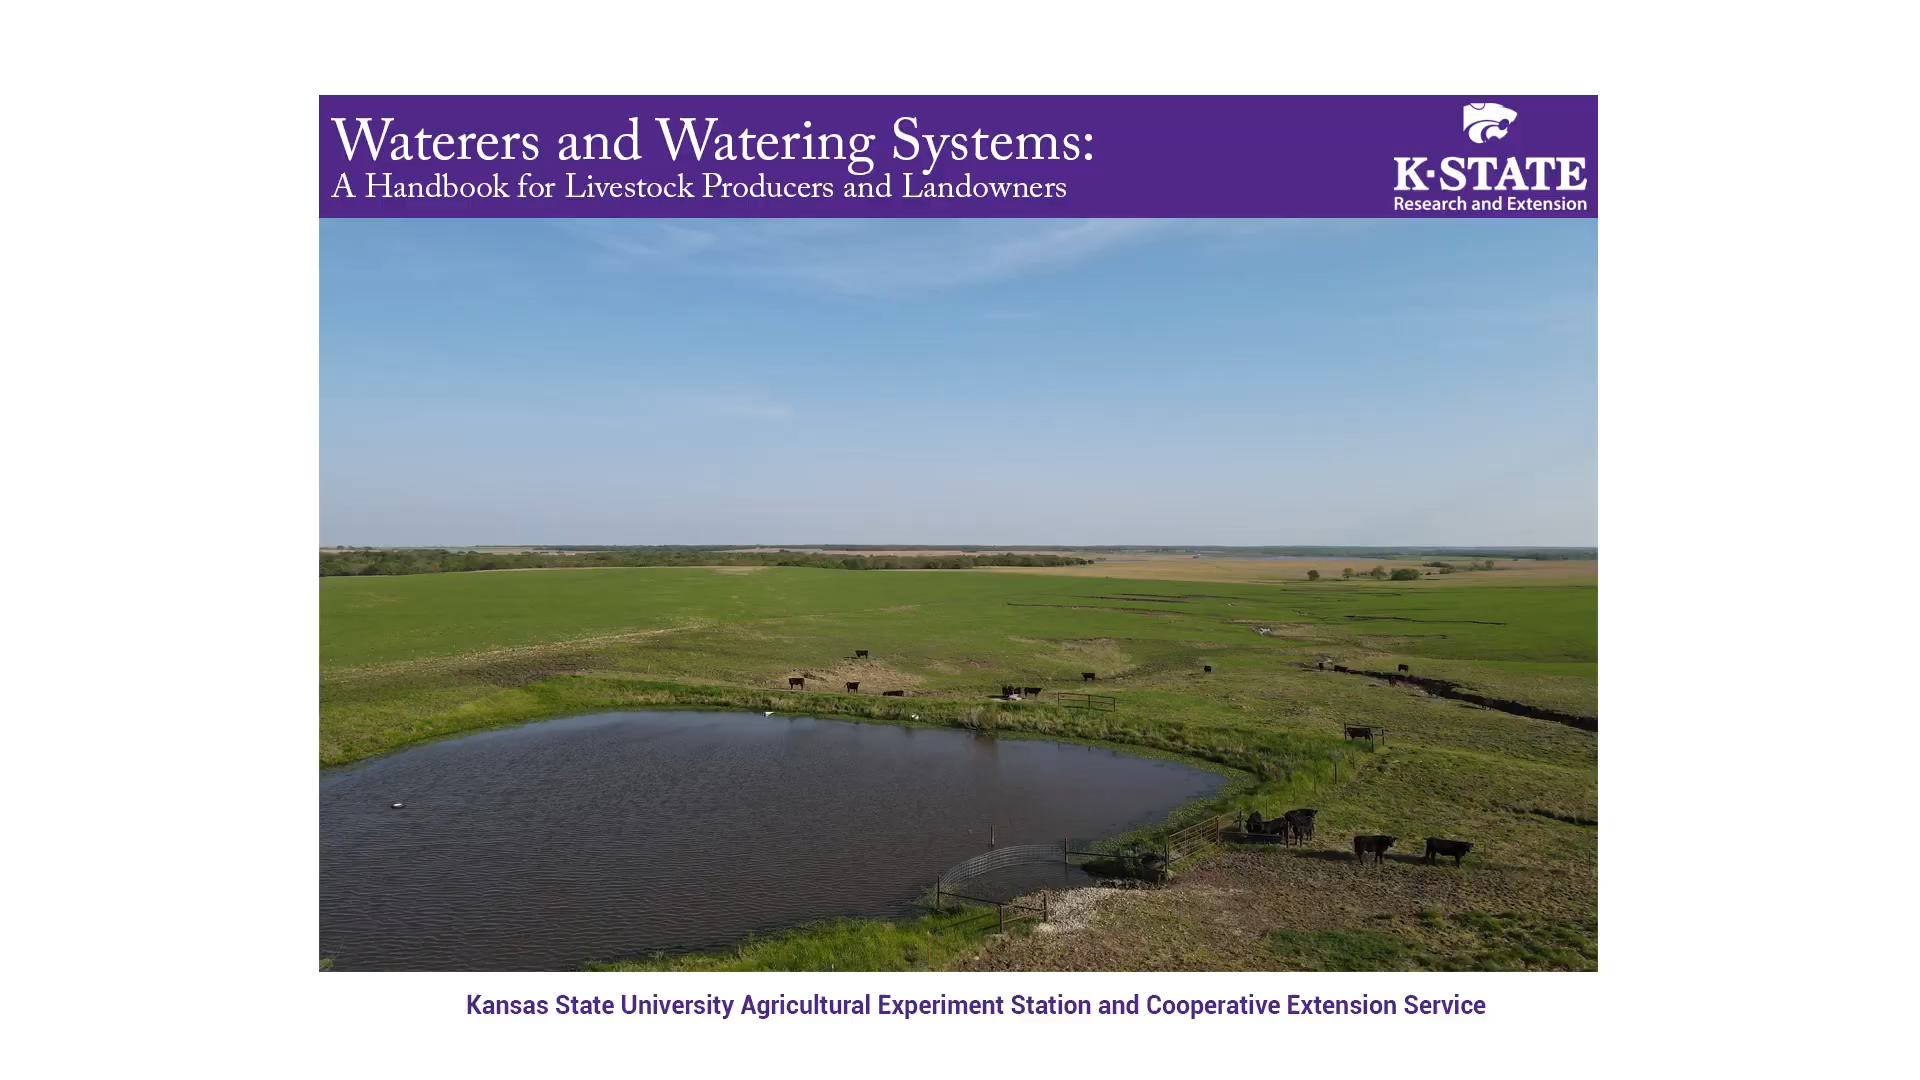 Waterers and Watering Systems:
A Handbook for Livestock Producers and Landowners
K-STATE
Research and Extension
Kansas State University Agricultural Experiment Station and Cooperative Extension Service